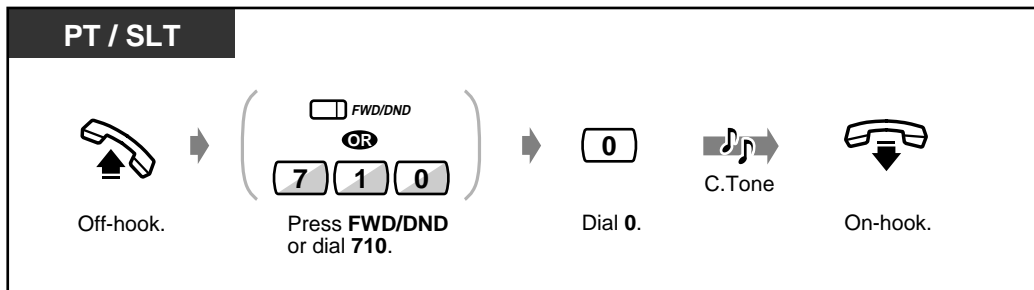 PT / SLT
FWD/DND
OR
7 1 0
0
C.Tone
Off-hook.
Press FWD/DND
or dial 710.
Dial 0.
On-hook.